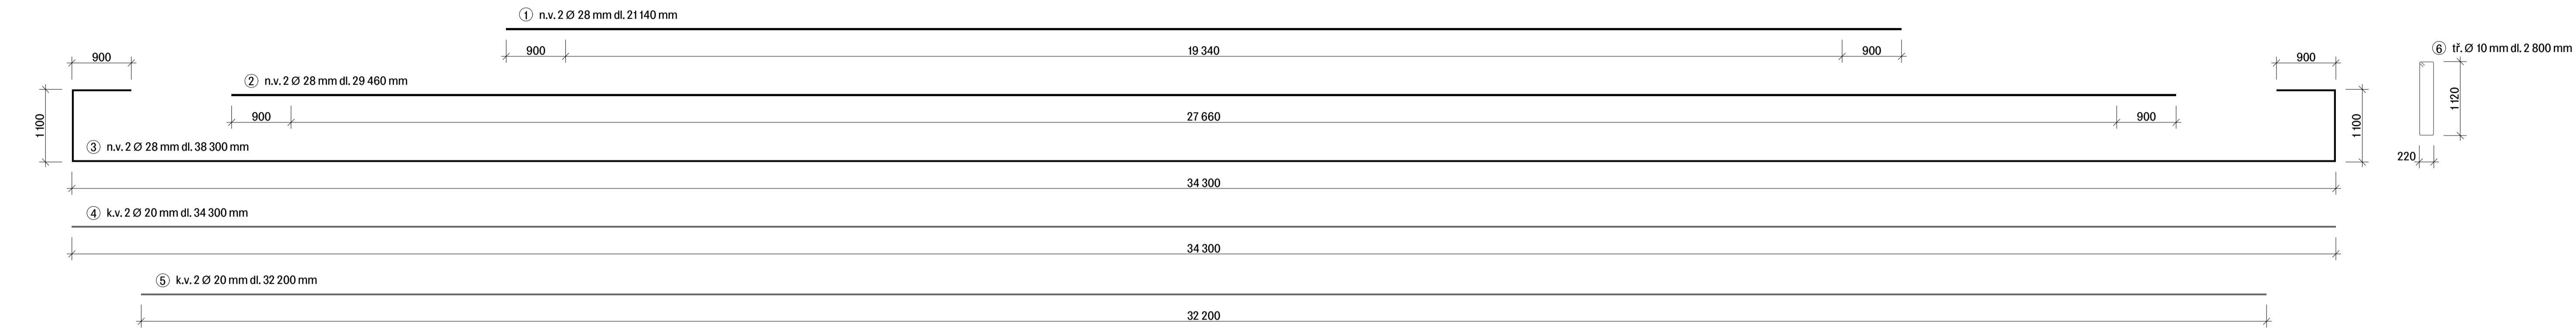 ① n.v. 2 Ø 28 mm dl. 21 140 mm
900 19 340 900
⑥ tř. Ø 10 mm dl. 2 800 mm
900 900
② n.v. 2 Ø 28 mm dl. 29 460 mm
1 120
900 27 660 900
1 100 1 100
③ n.v. 2 Ø 28 mm dl. 38 300 mm
220
34 300
④ k.v. 2 Ø 20 mm dl. 34 300 mm
34 300
⑤ k.v. 2 Ø 20 mm dl. 32 200 mm
32 200